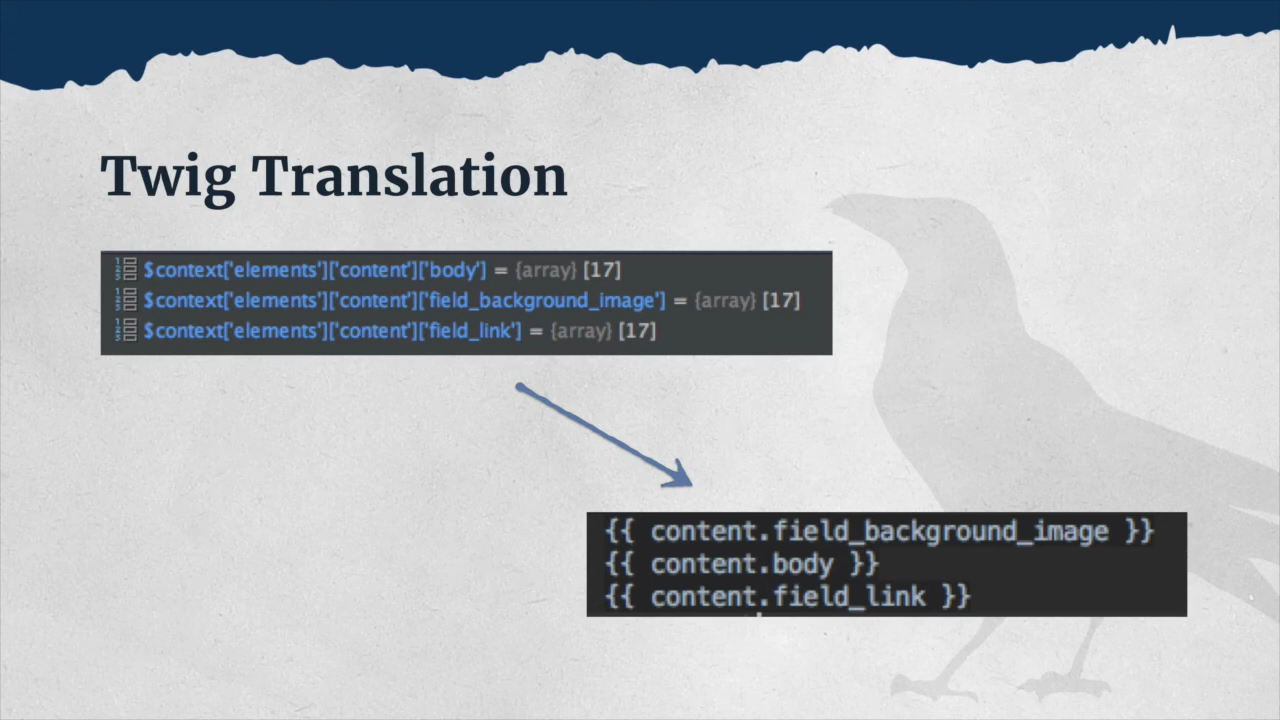 Twig Translation
$context['elements']['content']['body'] = {array} [17]
$context['elements']['content']['field_background_image'] = {array} [17]
$context['elements']['content']['field_link'] = {array} [17]
{{ content.field_background_image }}
{{ content.body }}
{{ content.field_link }}